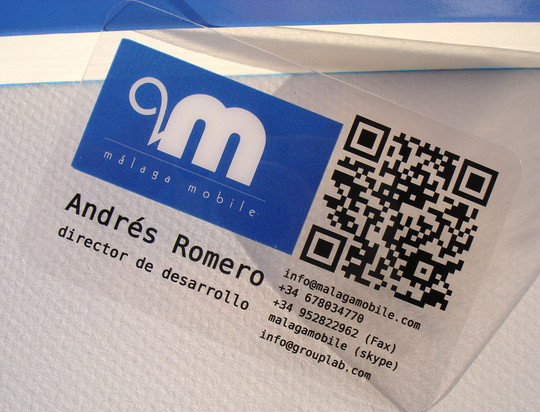 m
málaga mobile
Andrés Romero
director de desarrollo
info@malagamobile.com
+34 678034770
+34 952822962 (Fax)
malagamobile (skype)
info@grouplab.com